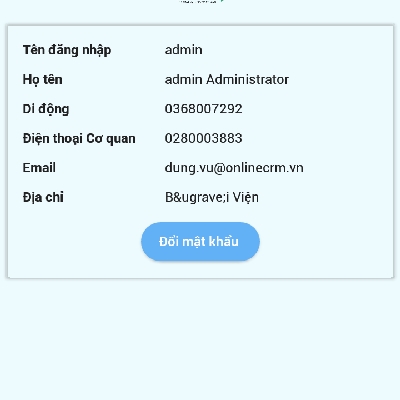 Tên đăng nhập admin
Họ tên admin Administrator
Di động 0368007292
Điện thoại Cơ quan 0280003883
Email dung.vu@onlinecrm.vn
Địa chỉ B&ugrave;i Viện
Đổi mật khẩu